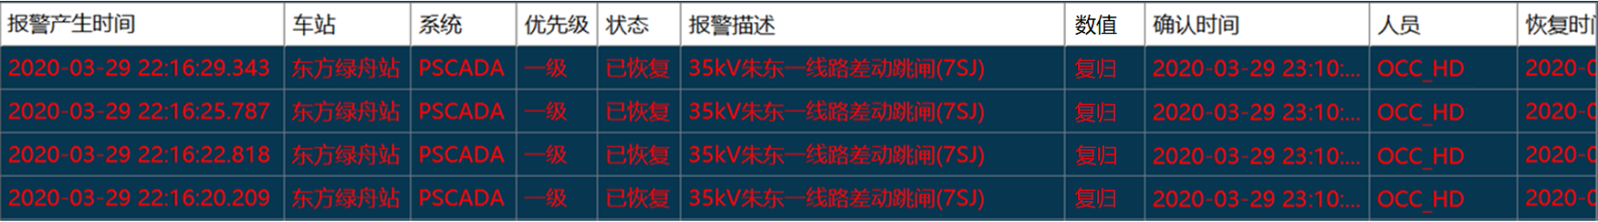 报警产生时间 车站 系统 优先级 状态 报警描述 数值 确认时间 人员 恢复时
2020-03-29 22:16:29.343 东方绿舟站 PSCADA 一级 已恢复 35kV朱东一线路差动跳闸(7SJ) 复归 2020-03-29 23:10:... OCC_HD 2020-0
2020-03-29 22:16:25.787 东方绿舟站 PSCADA 一级 已恢复 35kV朱东一线路差动跳闸(7SJ) 复归 2020-03-29 23:10:... OCC_HD 2020-0
2020-03-29 22:16:22.818 东方绿舟站 PSCADA 一级 已恢复 35kV朱东一线路差动跳闸(7SJ) 复归 2020-03-29 23:10:... OCC_HD 2020-0
2020-03-29 22:16:20.209 东方绿舟站 PSCADA 一级 已恢复 35kV朱东一线路差动跳闸(7SJ) 复归 2020-03-29 23:10:... OCC_HD 2020-0